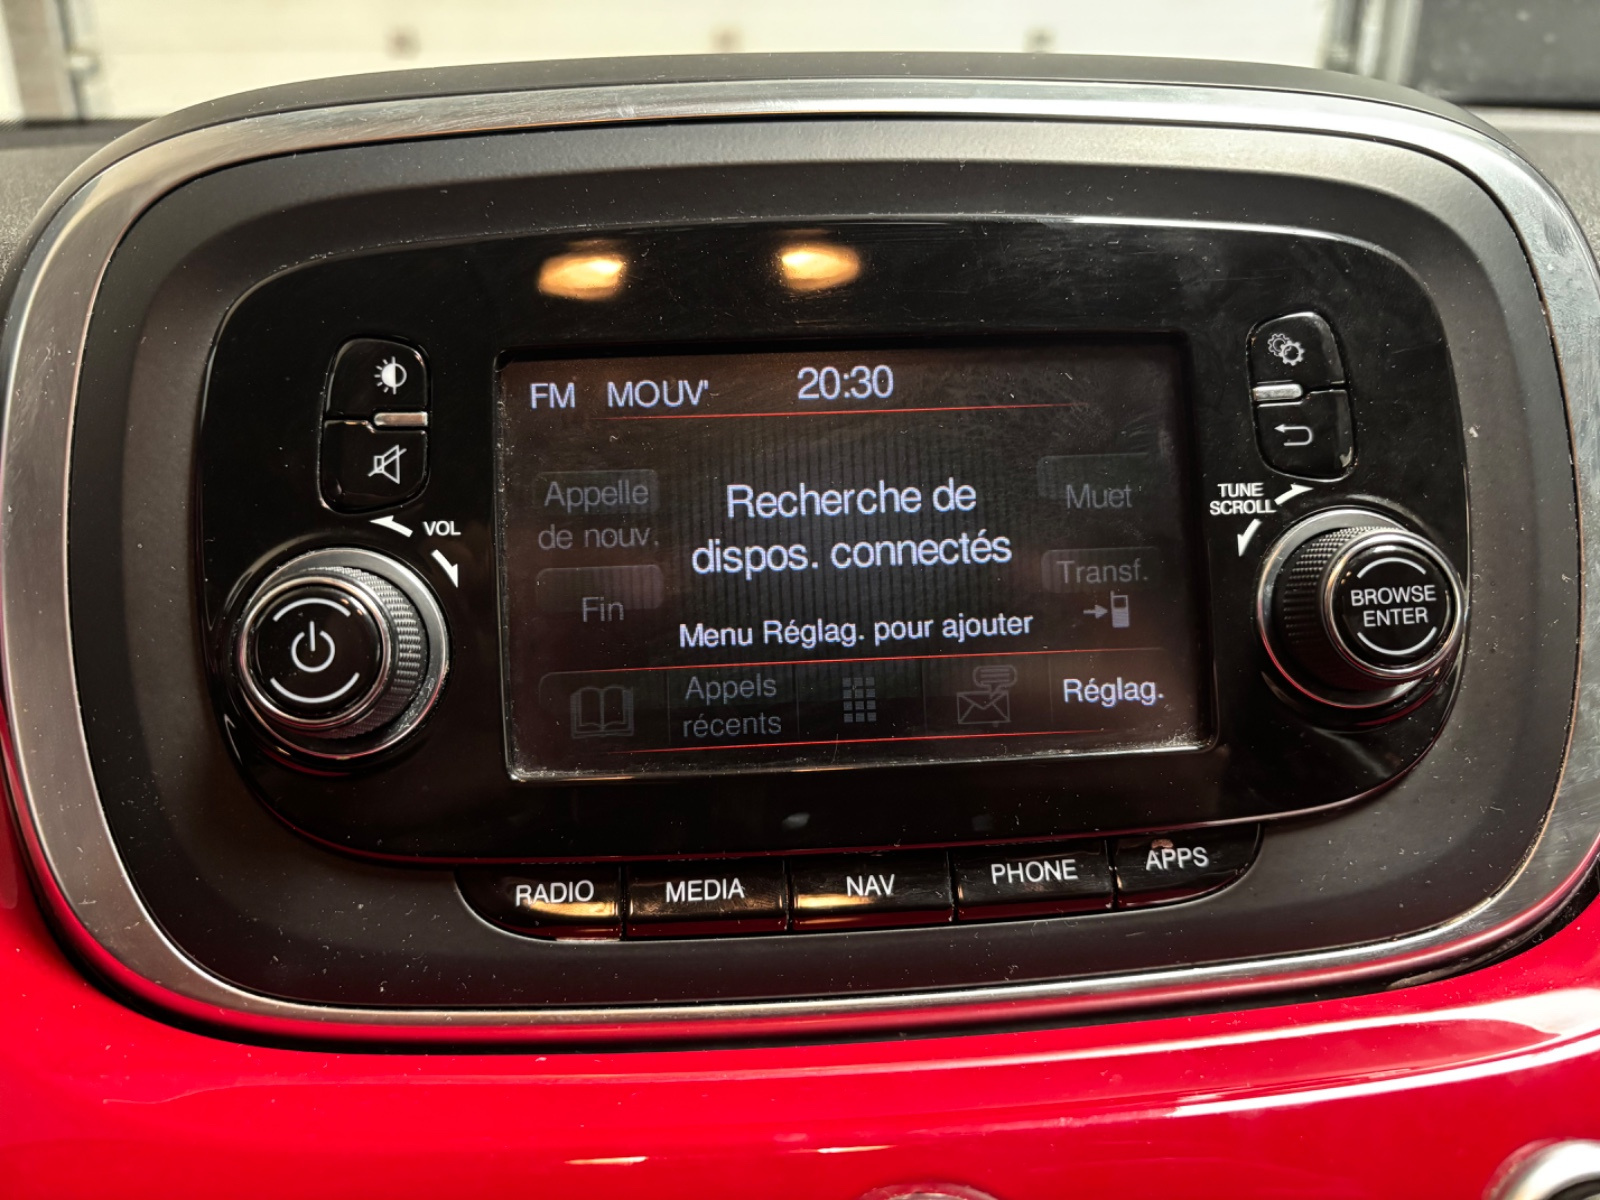 FM MOUV' 20:30
Appelle
de nouv.
Recherche de
dispos. connectés
Muet
Fin
Transf.
Menu Réglag. pour ajouter
Appels
récents
Réglag.
VOL
TUNE
SCROLL
BROWSE
ENTER
RADIO
MEDIA
NAV
PHONE
APPS